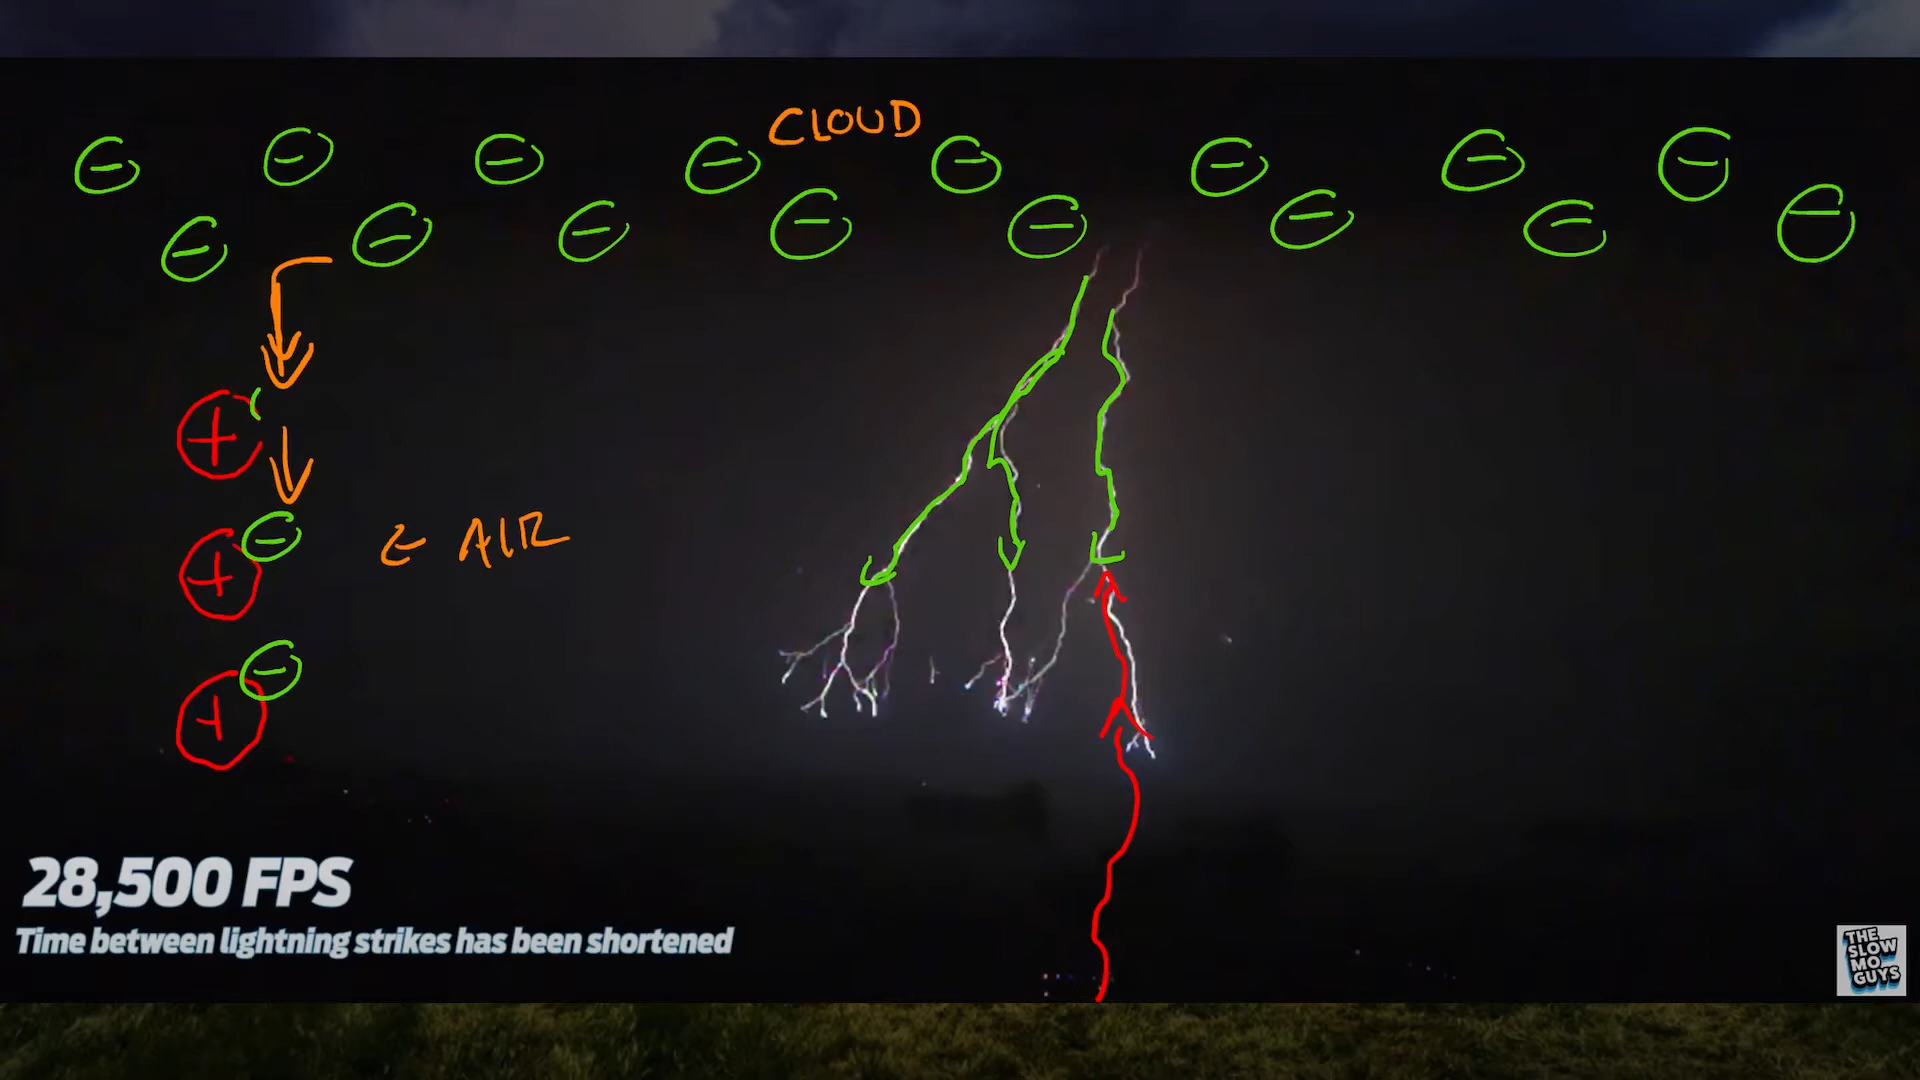 CLOUD
← AIR
28,500 FPS
Time between lightning strikes has been shortened
THE
SLOW
MO
GUYS